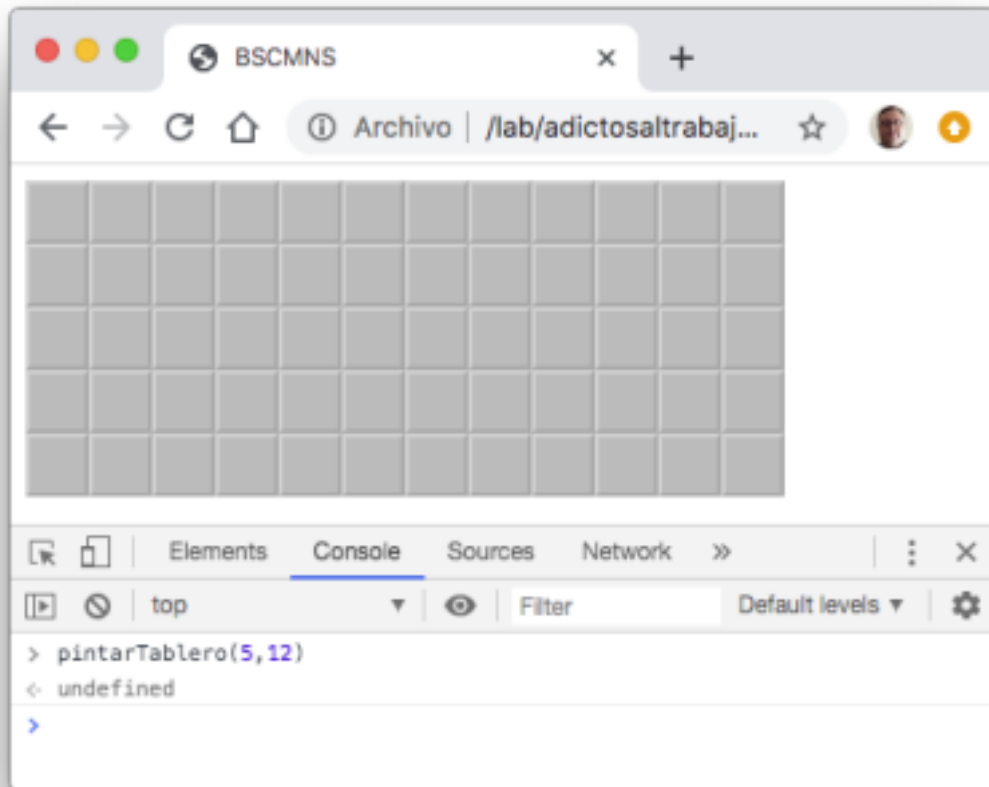 BSCMNS
Archivo /lab/adictosaltrabaj...
Elements Console Sources Network
top Filter Default levels
pintarTablero(5,12)
undefined